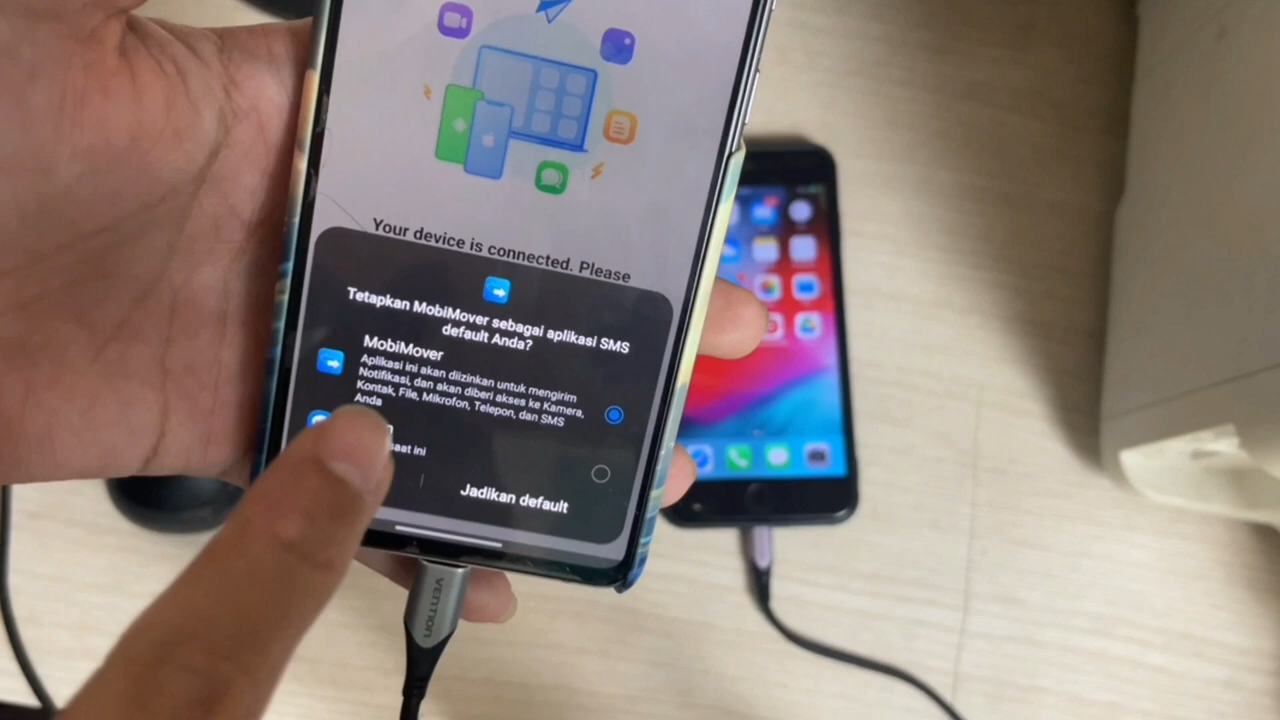 Your device is connected. Please
Tetapkan MobiMover sebagai aplikasi SMS
default Anda?
MobiMover
Aplikasi ini akan diizinkan untuk mengirim
Notifikasi, dan akan diberi akses ke Kamera,
Kontak, File, Mikrofon, Telepon, dan SMS
Anda
saat ini
Jadikan default
VENTION